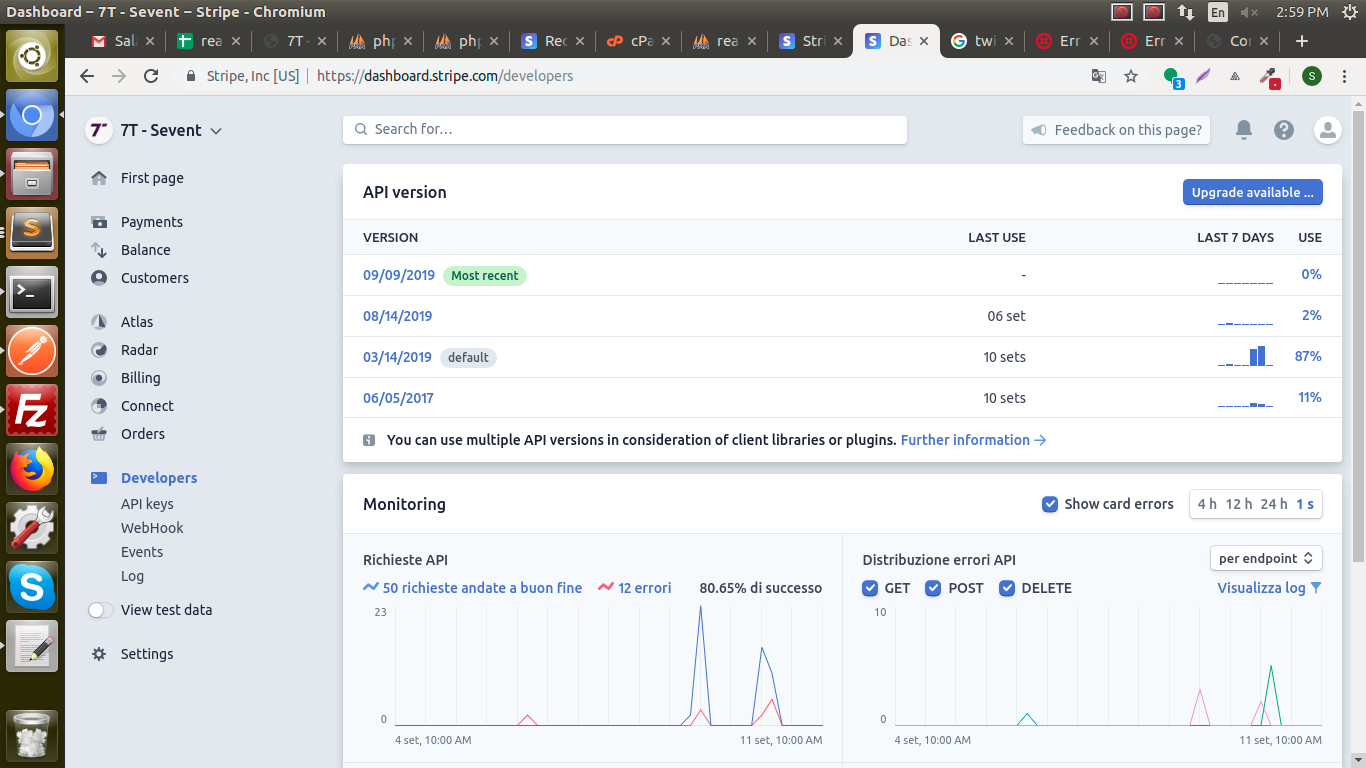 Dashboard – 7T - Sevent – Stripe - Chromium
En
2:59 PM
Sal
rea
7T-
php
php
Rec
cPa
rea
Stri
Das
twi
Err
Err
Cor
Stripe, Inc [US]
https://dashboard.stripe.com/developers
3
S
7T - Sevent
Search for...
Feedback on this page?
First page
Payments
Balance
Customers
Atlas
Radar
Billing
Connect
Orders
Developers
API keys
WebHook
Events
Log
View test data
Settings
API version
Upgrade available ...
VERSION LAST USE LAST 7 DAYS USE
09/09/2019 Most recent - 0%
08/14/2019 06 set 2%
03/14/2019 default 10 sets 87%
06/05/2017 10 sets 11%
You can use multiple API versions in consideration of client libraries or plugins. Further information →
Monitoring
Show card errors
4 h 12 h 24 h 1 s
Richieste API
50 richieste andate a buon fine 12 errori 80.65% di successo
23
0
4 set, 10:00 AM 11 set, 10:00 AM
Distribuzione errori API
per endpoint
GET POST DELETE Visualizza log
10
0
4 set, 10:00 AM 11 set, 10:00 AM